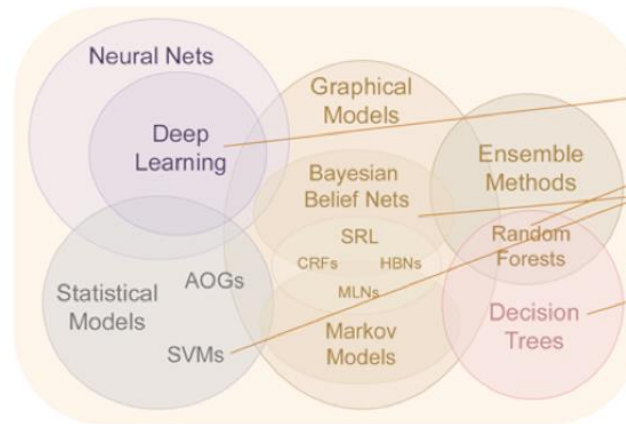 Neural Nets
Deep
Learning
Graphical
Models
Ensemble
Methods
Bayesian
Belief Nets
SRL
CRFs
HBNs
MLNs
Random
Forests
Statistical
Models
AOGs
SVMs
Markov
Models
Decision
Trees